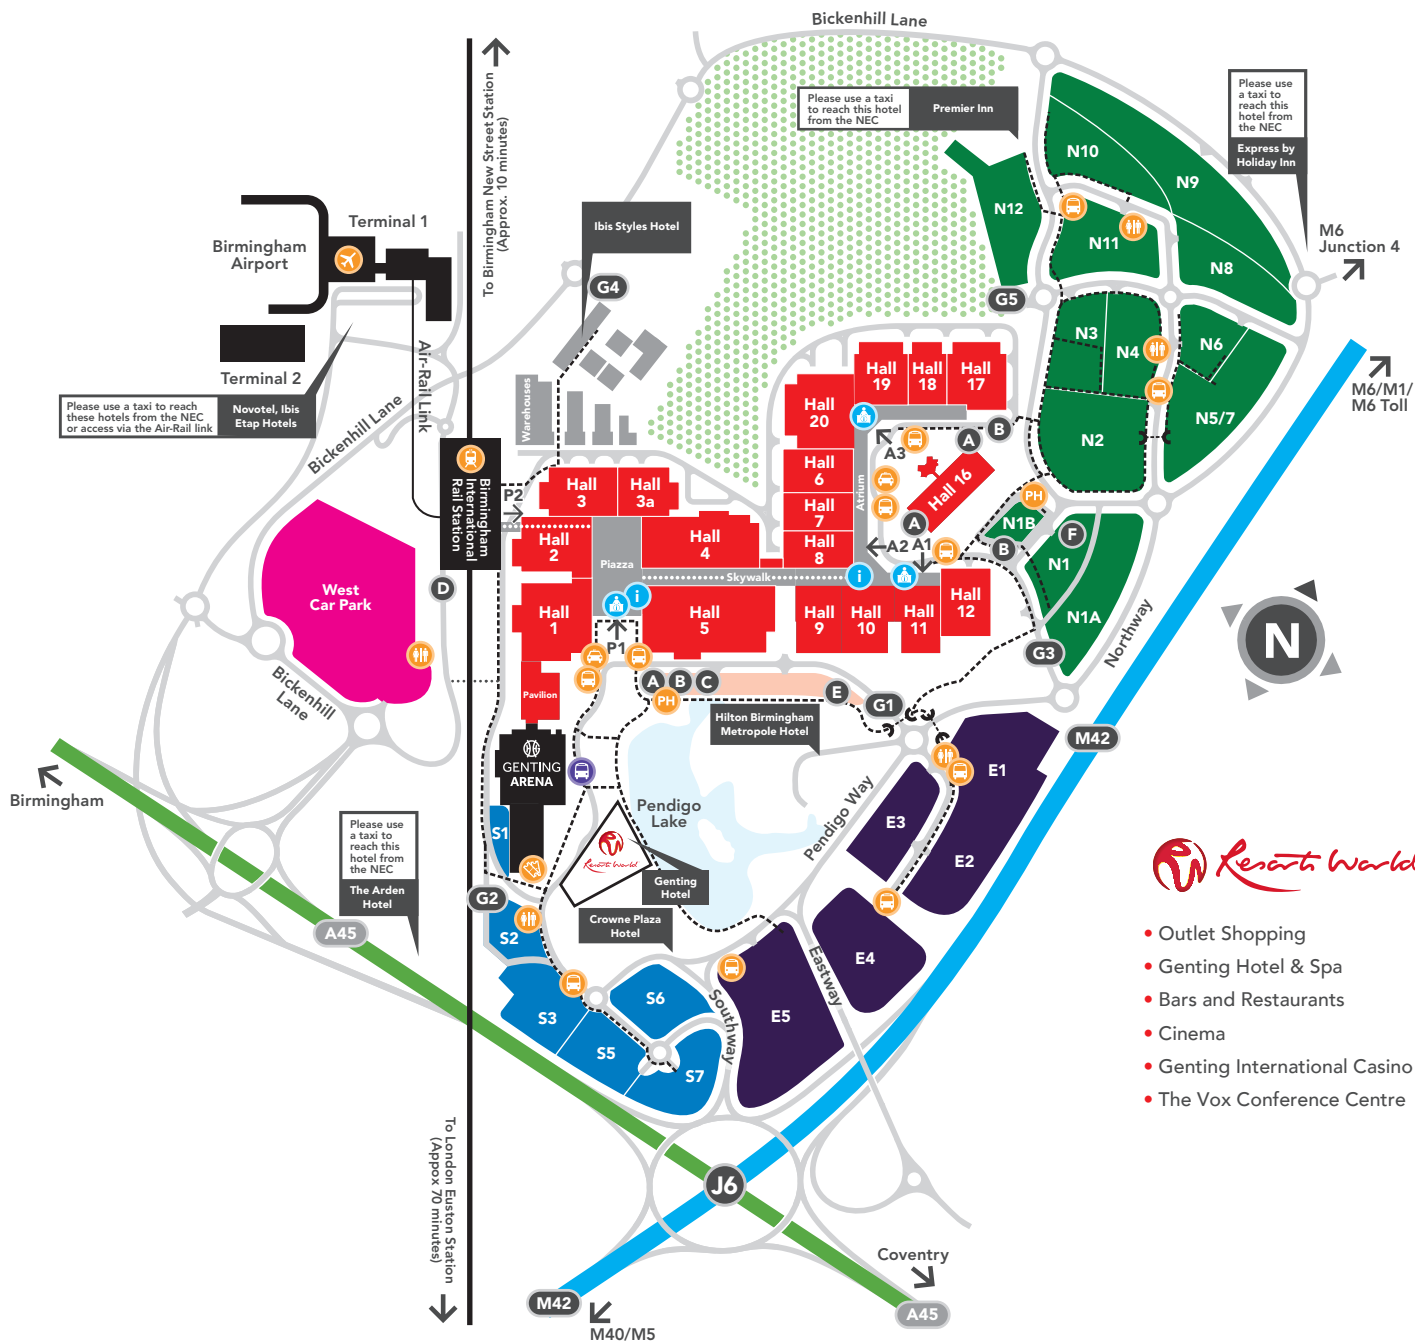 Bickenhill Lane
To Birmingham New Street Station
(Approx. 10 minutes)
Please use a taxi
to reach this hotel
from the NEC
Premier Inn
Please use
a taxi to
reach this
hotel from
the NEC
Express by
Holiday Inn
M6
Junction 4
N10
N9
N12
N11
N8
G5
N3
N4
N6
N2
N5/7
M6/M1/
M6 Toll
Terminal 1
Birmingham
Airport
Terminal 2
Air-Rail Link
Ibis Styles Hotel
G4
Please use a taxi to reach
these hotels from the NEC
or access via the Air-Rail link
Novotel, Ibis
Etap Hotels
Bickenhill Lane
Warehouses
Birmingham
International
Rail Station
P2
Hall
3
Hall
3a
Hall
2
Hall
4
Piazza
Skywalk
Hall
1
Hall
5
P1
Pavilion
Hall
19
Hall
18
Hall
17
Hall
20
Hall
6
Hall
7
Hall
8
Atrium
A3
A
B
Hall 16
A
A2
A1
i
i
Hall
9
Hall
10
Hall
11
Hall
12
PH
N1B
B
F
N1
N1A
G3
Northway
N
West
Car Park
D
Bickenhill
Lane
A
B
C
E
G1
PH
Hilton Birmingham
Metropole Hotel
M42
GENTING
ARENA
Pendigo
Lake
Pendigo Way
E1
E3
E2
E4
E5
Eastway
Southway
Birmingham
Please use
a taxi to
reach this
hotel from
the NEC
The Arden
Hotel
A45
S1
G2
S2
S3
S5
S6
S7
Resorts World
Genting
Hotel
Crowne Plaza
Hotel
Resorts World
• Outlet Shopping
• Genting Hotel & Spa
• Bars and Restaurants
• Cinema
• Genting International Casino
• The Vox Conference Centre
To London Euston Station
(Appox 70 minutes)
J6
M42
M40/M5
Coventry
A45